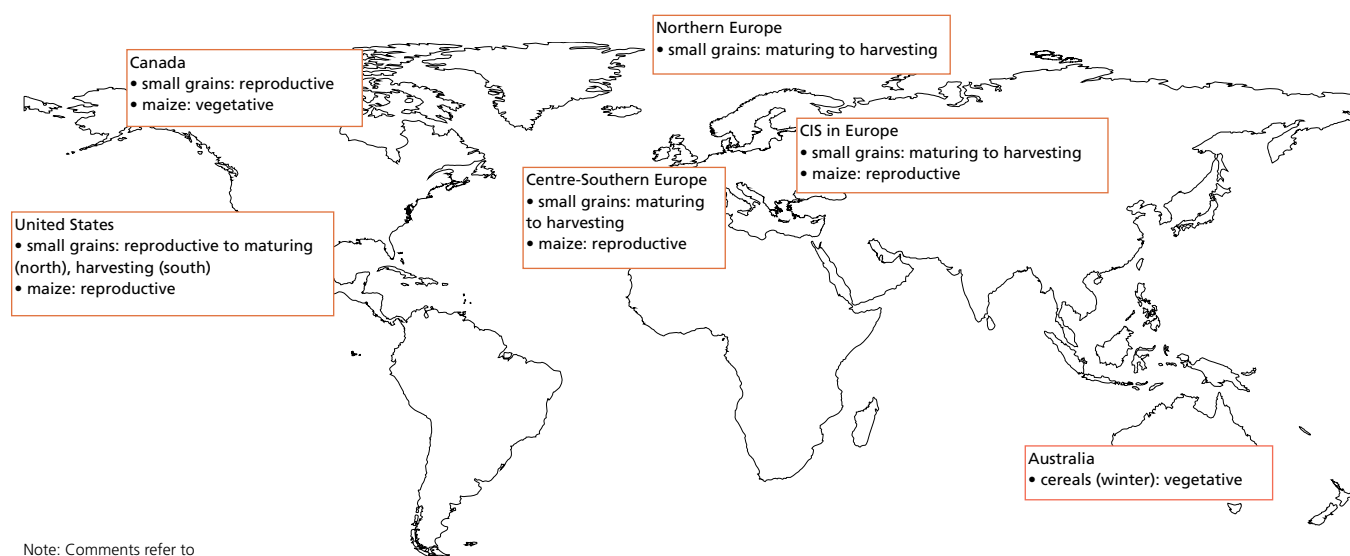 Northern Europe
• small grains: maturing to harvesting
Canada
• small grains: reproductive
• maize: vegetative
CIS in Europe
• small grains: maturing to harvesting
• maize: reproductive
Centre-Southern Europe
• small grains: maturing
to harvesting
• maize: reproductive
United States
• small grains: reproductive to maturing
(north), harvesting (south)
• maize: reproductive
Australia
• cereals (winter): vegetative
Note: Comments refer to